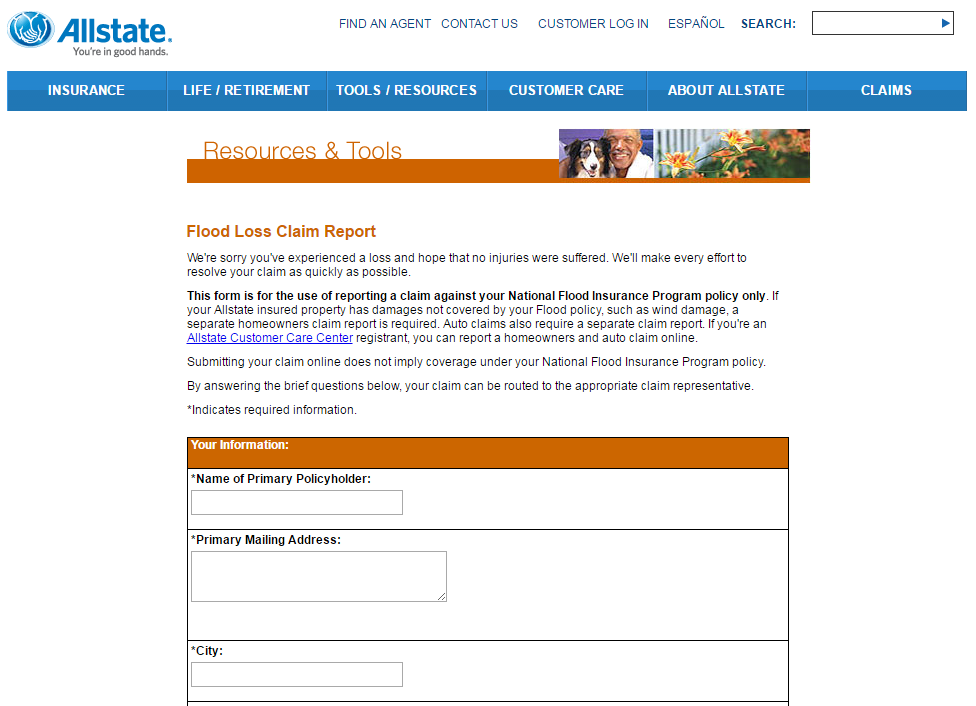 Allstate.
You're in good hands.
FIND AN AGENT CONTACT US CUSTOMER LOG IN ESPAÑOL SEARCH:
INSURANCE LIFE / RETIREMENT TOOLS / RESOURCES CUSTOMER CARE ABOUT ALLSTATE CLAIMS
Resources & Tools
Flood Loss Claim Report
We're sorry you've experienced a loss and hope that no injuries were suffered. We'll make every effort to
resolve your claim as quickly as possible.
This form is for the use of reporting a claim against your National Flood Insurance Program policy only. If
your Allstate insured property has damages not covered by your Flood policy, such as wind damage, a
separate homeowners claim report is required. Auto claims also require a separate claim report. If you're an
Allstate Customer Care Center registrant, you can report a homeowners and auto claim online.
Submitting your claim online does not imply coverage under your National Flood Insurance Program policy.
By answering the brief questions below, your claim can be routed to the appropriate claim representative.
*Indicates required information.
Your Information:
*Name of Primary Policyholder:
*Primary Mailing Address:
*City: